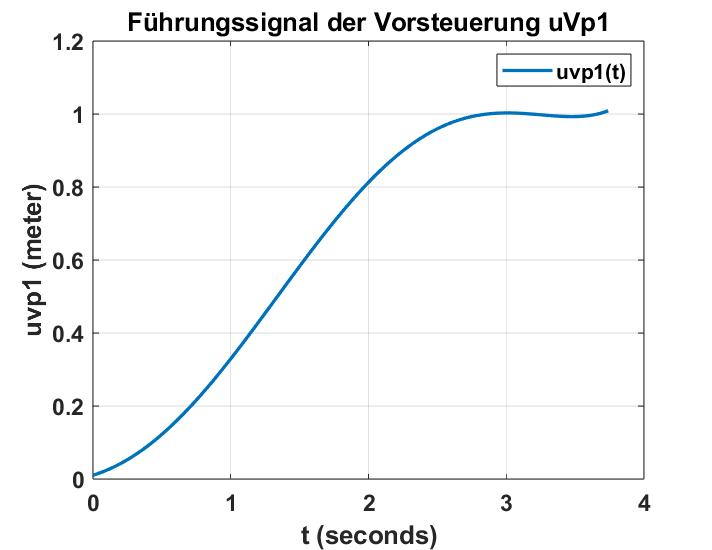 Führungssignal der Vorsteuerung uVp1
1.2
uvp1(t)
1
0.8
0.6
0.4
0.2
0
uvp1 (meter)
0 1 2 3 4
t (seconds)